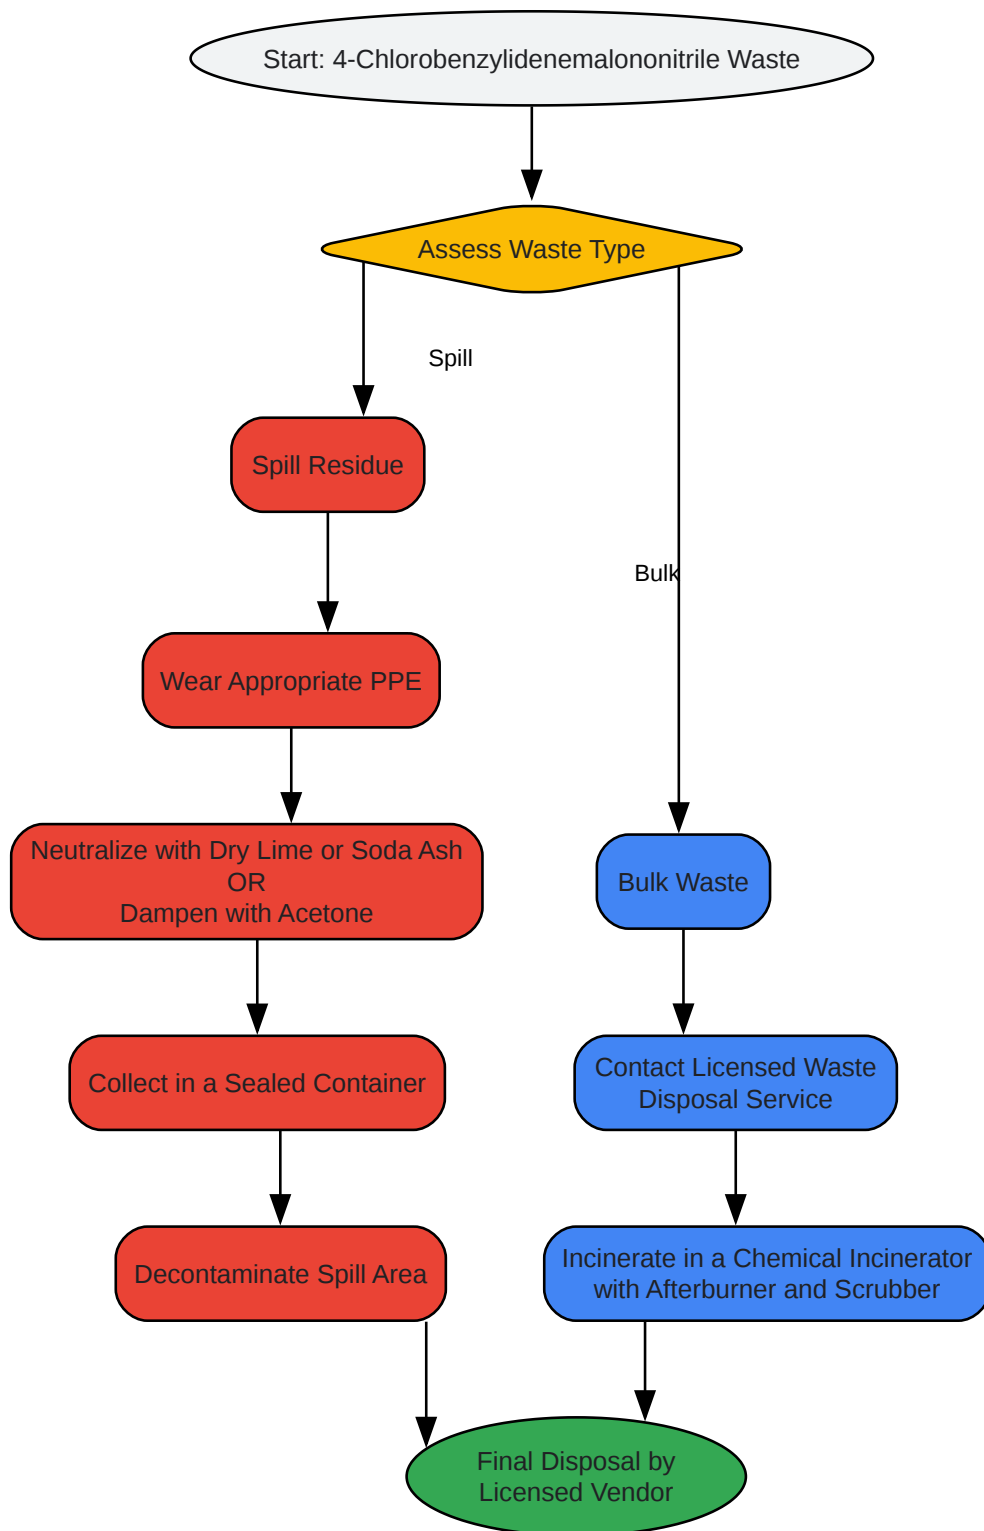 Start: 4-Chlorobenzylidenemalononitrile Waste
Assess Waste Type
Spill
Spill Residue
Bulk
Wear Appropriate PPE
Neutralize with Dry Lime or Soda Ash
OR
Dampen with Acetone
Bulk Waste
Collect in a Sealed Container
Contact Licensed Waste
Disposal Service
Decontaminate Spill Area
Incinerate in a Chemical Incinerator
with Afterburner and Scrubber
Final Disposal by
Licensed Vendor